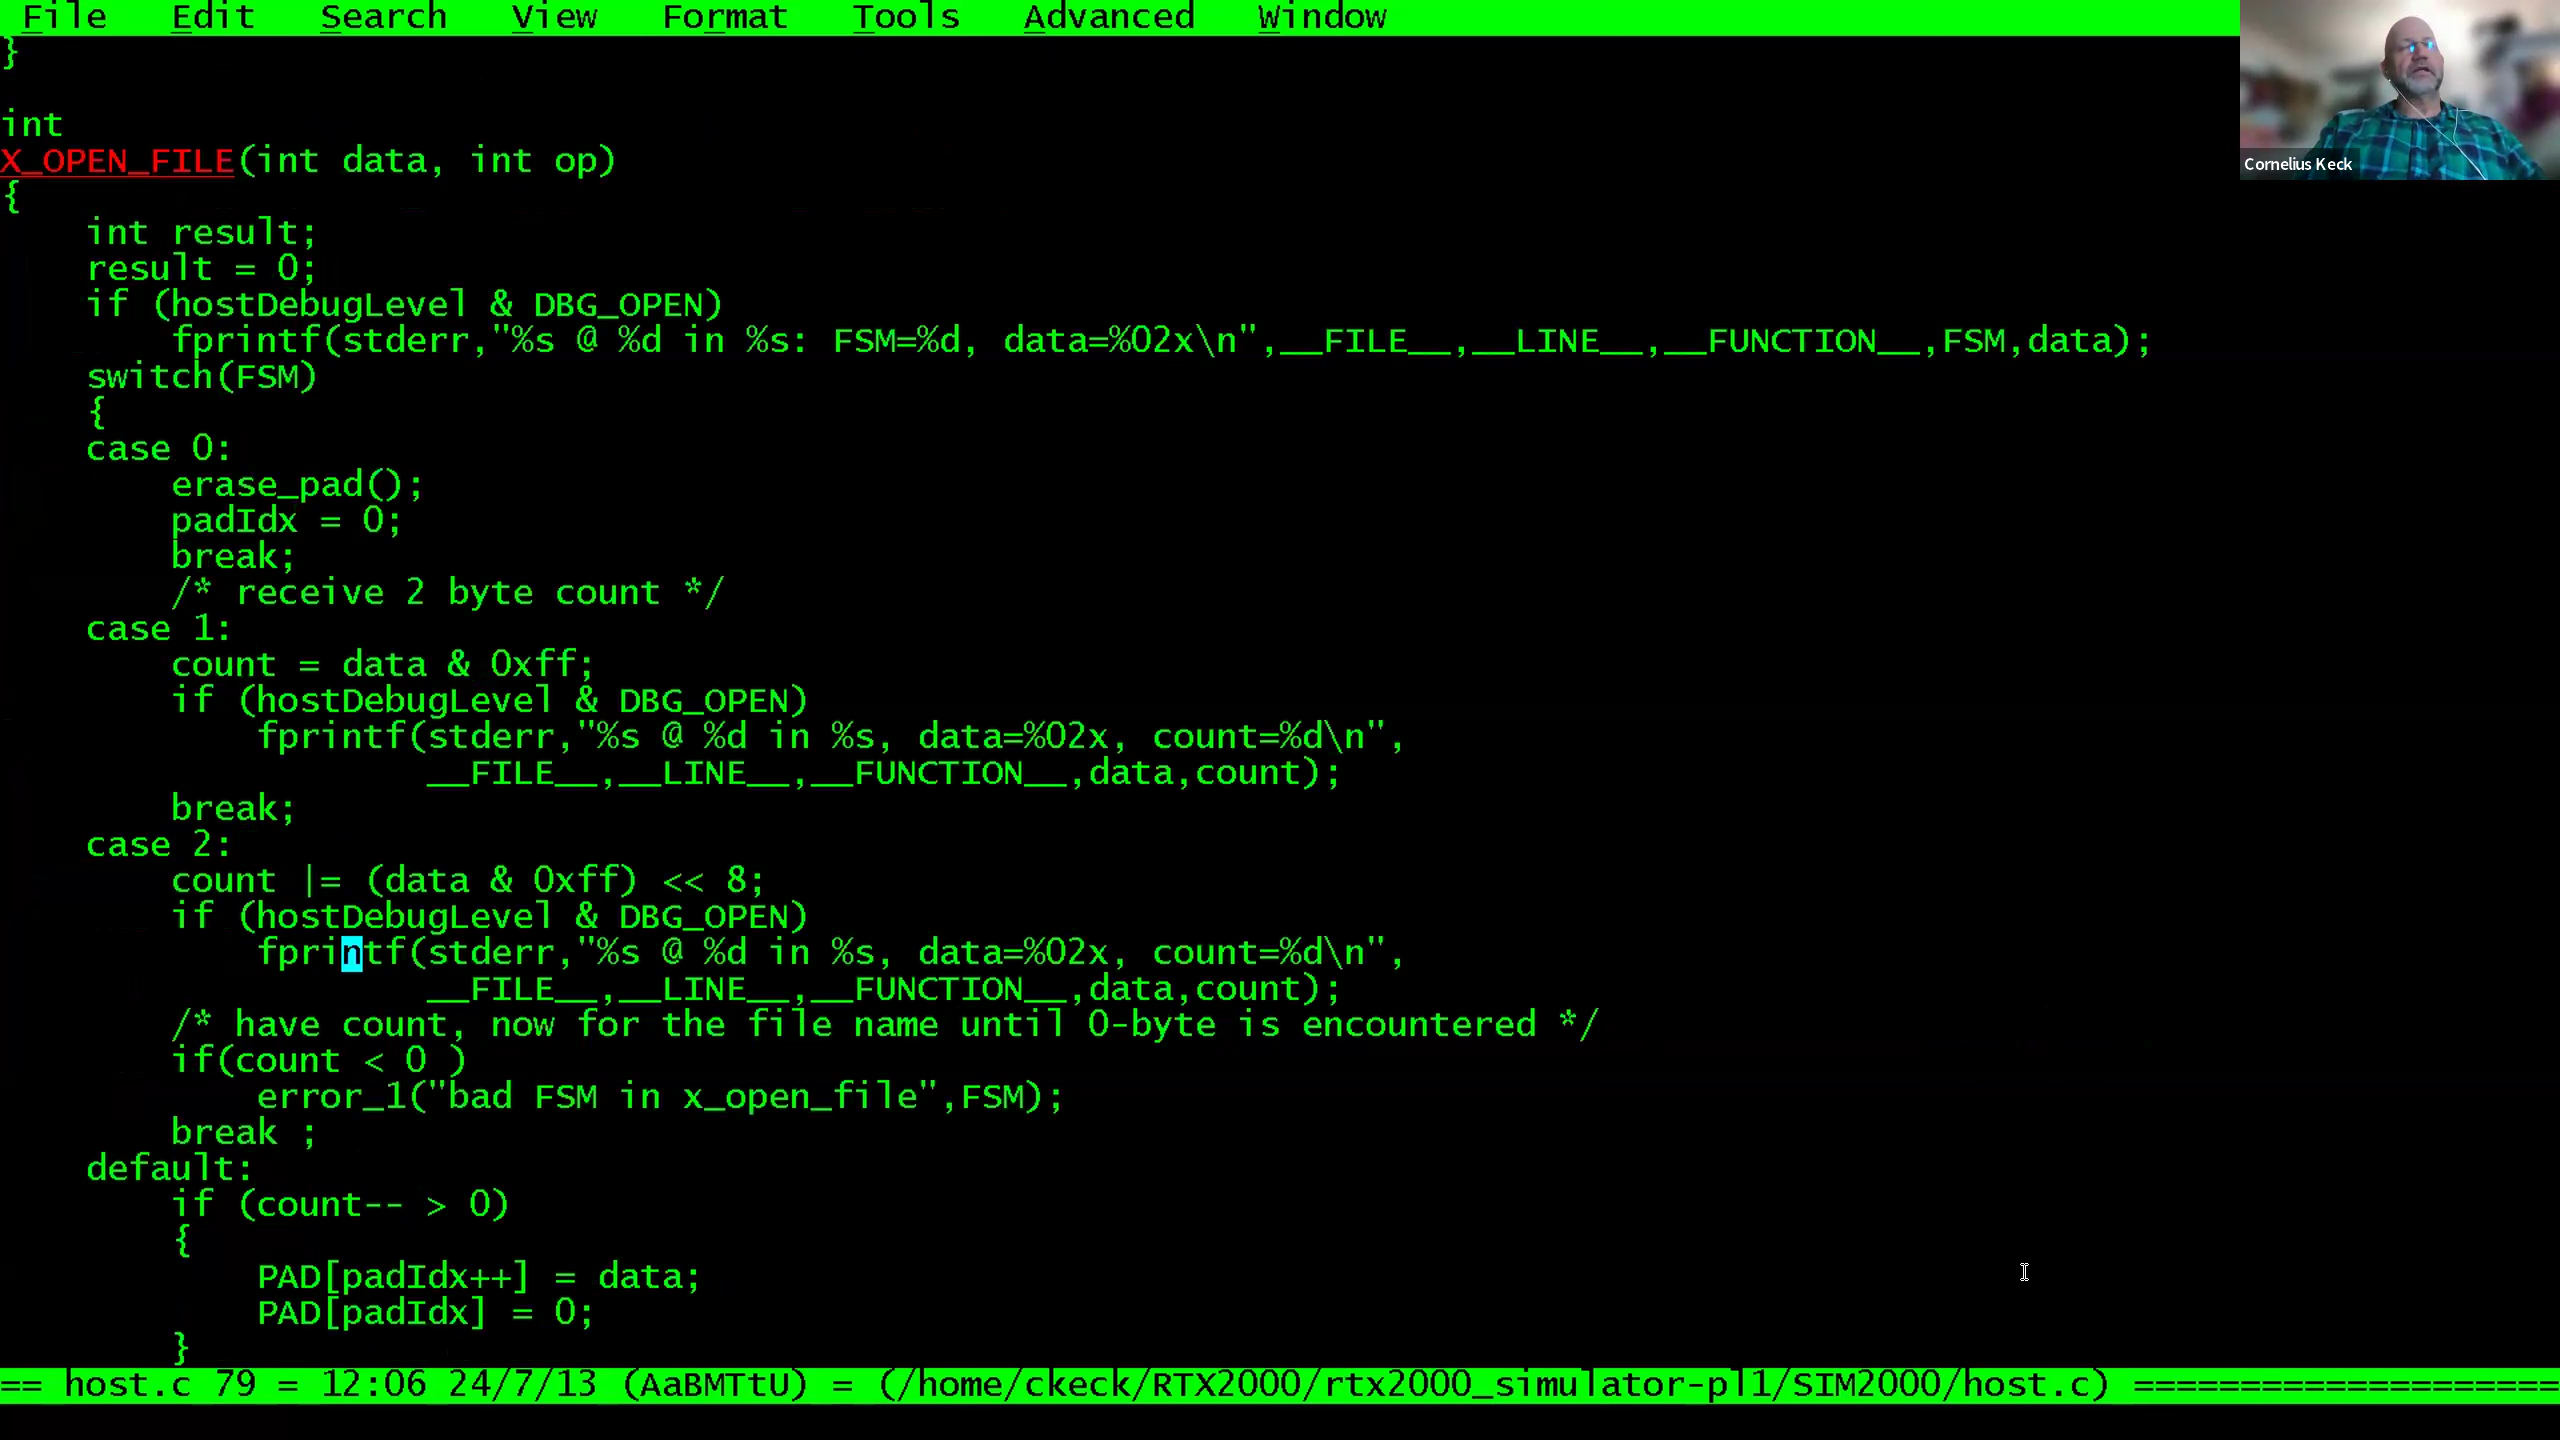 File Edit Search View Format Tools Advanced Window
}
int
X_OPEN_FILE(int data, int op)
{
int result;
result = 0;
if (hostDebugLevel & DBG_OPEN)
fprintf(stderr,"%s @ %d in %s: FSM=%d, data=%02x\n",__FILE__,__LINE__,__FUNCTION__,FSM,data);
switch(FSM)
{
case 0:
erase_pad();
padIdx = 0;
break;
/* receive 2 byte count */
case 1:
count = data & 0xff;
if (hostDebugLevel & DBG_OPEN)
fprintf(stderr,"%s @ %d in %s, data=%02x, count=%d\n",
__FILE__,__LINE__,__FUNCTION__,data,count);
break;
case 2:
count |= (data & 0xff) << 8;
if (hostDebugLevel & DBG_OPEN)
fprintf(stderr,"%s @ %d in %s, data=%02x, count=%d\n",
__FILE__,__LINE__,__FUNCTION__,data,count);
/* have count, now for the file name until 0-byte is encountered */
if(count < 0 )
error_1("bad FSM in x_open_file",FSM);
break ;
default:
if (count-- > 0)
{
PAD[padIdx++] = data;
PAD[padIdx] = 0;
}
== host.c 79 = 12:06 24/7/13 (AaBMTtU) = (/home/ckeck/RTX2000/rtx2000_simulator-pl1/SIM2000/host.c) ====================
Cornelius Keck